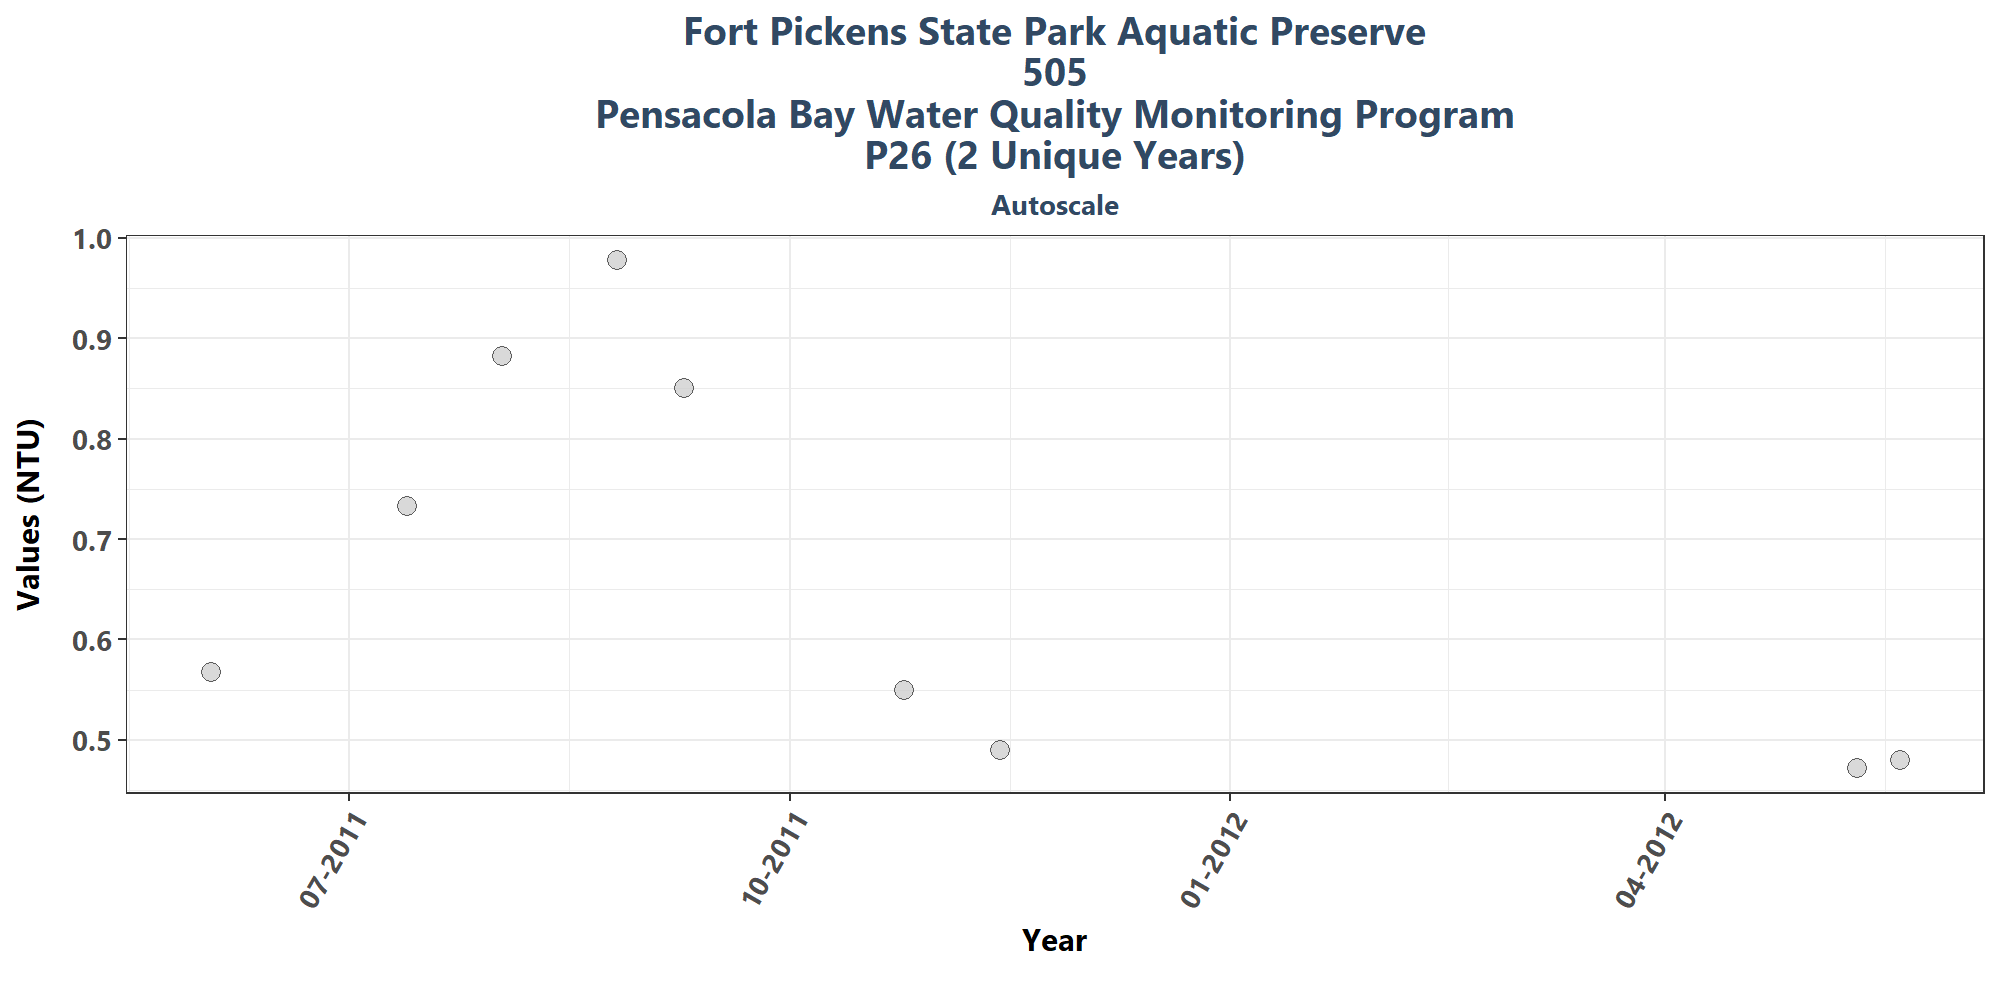 Fort Pickens State Park Aquatic Preserve
505
Pensacola Bay Water Quality Monitoring Program
P26 (2 Unique Years)
Autoscale
Values (NTU)
1.0
0.9
0.8
0.7
0.6
0.5
07-2011
10-2011
01-2012
04-2012
Year